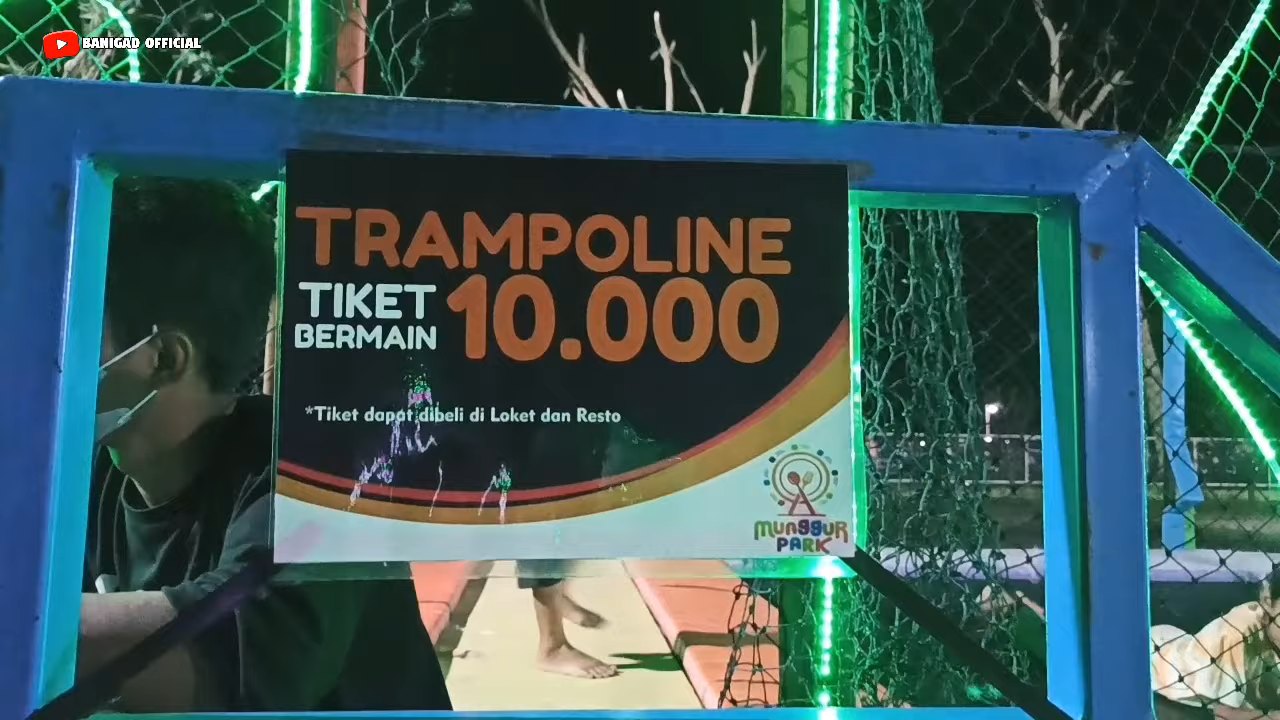 BANIGAD OFFICIAL
TRAMPOLINE
TIKET
BERMAIN
10.000
*Tiket dapat dibeli di Loket dan Resto
MUNGGUR
PARK